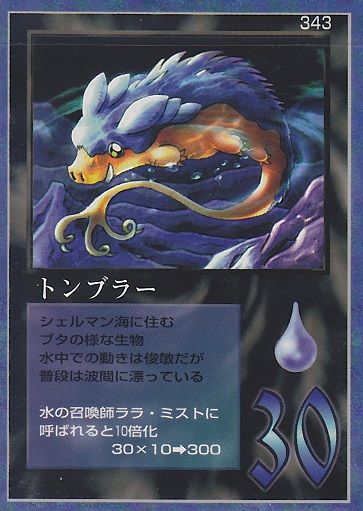 343
トンブラー
シェルマン海に住む
ブタの様な生物
水中での動きは俊敏だが
普段は波間に漂っている
水の召喚師ララ・ミストに
呼ばれると10倍化
30×10➡300
30